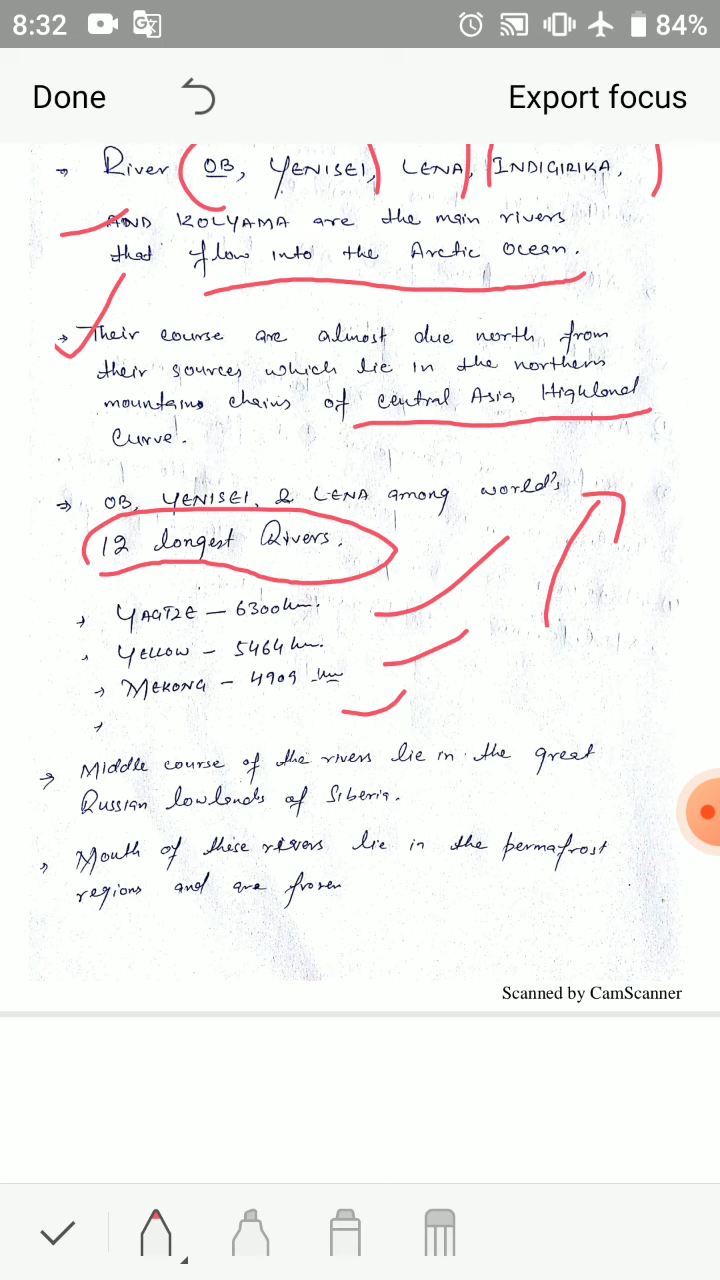 8:32 84%
Done Export focus
→ River (OB, YENISEI, LENA, INDIGIRIKA,
AND KOLYAMA are the main rivers
that flow into the Arctic Ocean.
→ Their course are almost due north from
their sources which lie in the northern
mountains chains of central Asia Highland
Curve.
→ OB, YENISEI, & LENA among world's
12 longest Rivers.
→ YAGTZE – 6300 km.
→ YELLOW – 5464 km.
→ MEKONG – 4909 km
→
→ Middle course of the rivers lie in the great
Russian lowlands of Siberia.
→ Mouth of these rivers lie in the permafrost
regions and are frozen
Scanned by CamScanner